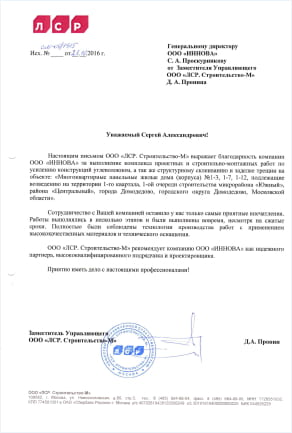 ЛСР
Исх. № от 2016 г.
Генеральному директору
ООО «ИННОВА»
С. А. Проскурникову
от Заместителя Управляющего
ООО «ЛСР. Строительство-М»
Д. А. Пронина
Уважаемый Сергей Александрович!
Настоящим письмом ООО «ЛСР. Строительство-М» выражает благодарность компании
ООО «ИННОВА» за выполнение комплекса проектных и строительно-монтажных работ по
усилению конструкций углеволокном, а так же структурному склеиванию и заделке трещин на
объекте: «Многоквартирные панельные жилые дома (корпуса) №1-3, 1-7, 1-12, подлежащие
возведению на территории 1-го квартала, 1-ой очереди строительства микрорайона «Южный»,
района «Центральный», города Домодедово, городского округа Домодедово, Московской
области».
Сотрудничество с Вашей компанией оставили у нас только самые приятные впечатления.
Работы выполнялись в несколько этапов и были выполнены вовремя, несмотря на сжатые
сроки. Полностью были соблюдены технологии производства работ с применением
высококачественных материалов и технического оснащения.
ООО «ЛСР. Строительство-М» рекомендует компанию ООО «ИННОВА» как надежного
партнера, высококвалифицированного подрядчика и проектировщика.
Приятно иметь дело с настоящими профессионалами!
Заместитель Управляющего
ООО «ЛСР. Строительство-М»
Д.А. Пронин
ЛСР
ООО «ЛСР. Строительство-М»